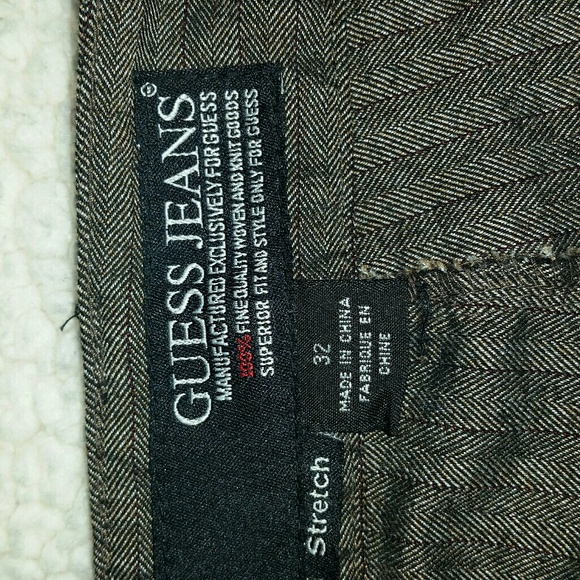 GUESS JEANS®
MANUFACTURED EXCLUSIVELY FOR GUESS
100% FINE QUALITY WOVEN AND KNIT GOODS
SUPERIOR FIT AND STYLE ONLY FOR GUESS
32
MADE IN CHINA
FABRIQUE EN
CHINE
Stretch